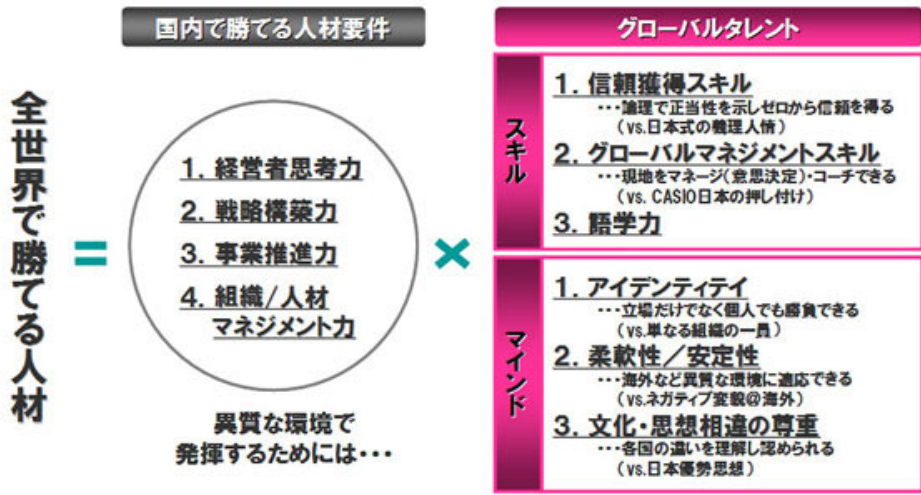 国内で勝てる人材要件
グローバルタレント
全世界で勝てる人材
=
1. 経営者思考力
2. 戦略構築力
3. 事業推進力
4. 組織/人材
マネジメント力
異質な環境で
発揮するためには・・・
×
スキル
1. 信頼獲得スキル
・・・論理で正当性を示しゼロから信頼を得る
(vs.日本式の義理人情)
2. グローバルマネジメントスキル
・・・現地をマネージ(意思決定)・コーチできる
(vs. CASIO日本の押し付け)
3. 語学力
マインド
1. アイデンティテイ
・・・立場だけでなく個人でも勝負できる
(vs.単なる組織の一員)
2. 柔軟性／安定性
・・・海外など異質な環境に適応できる
(vs.ネガティブ変貌@海外)
3. 文化・思想相違の尊重
・・・各国の違いを理解し認められる
(vs.日本優勢思想)